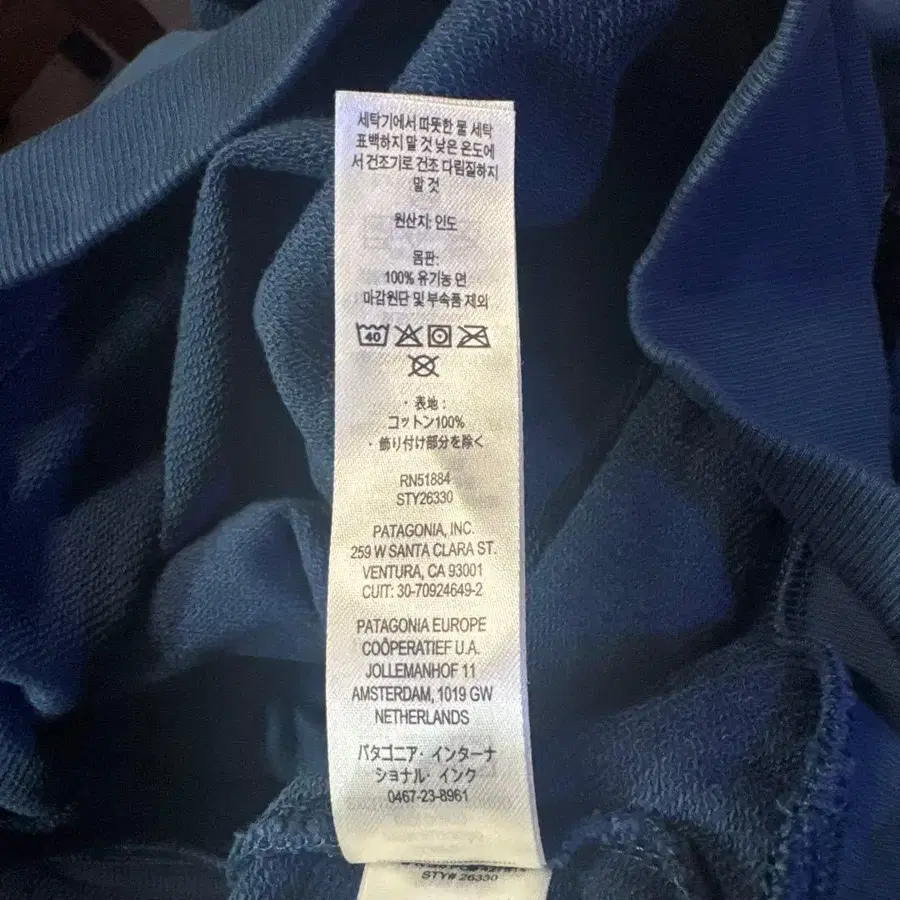 세탁기에서 따뜻한 물 세탁
표백하지 말 것 낮은 온도에
서 건조기로 건조 다림질하지
말 것
원산지: 인도
몸판:
100% 유기농 면
마감원단 및 부속품 제외
40
・表地：
コットン100%
・飾り付け部分を除く
RN51884
STY26330
PATAGONIA, INC.
259 W SANTA CLARA ST.
VENTURA, CA 93001
CUIT: 30-70924649-2
PATAGONIA EUROPE
COÖPERATIEF U.A.
JOLLEMANHOF 11
AMSTERDAM, 1019 GW
NETHERLANDS
パタゴニア・インターナ
ショナル・インク
0467-23-8961
STY# 26330